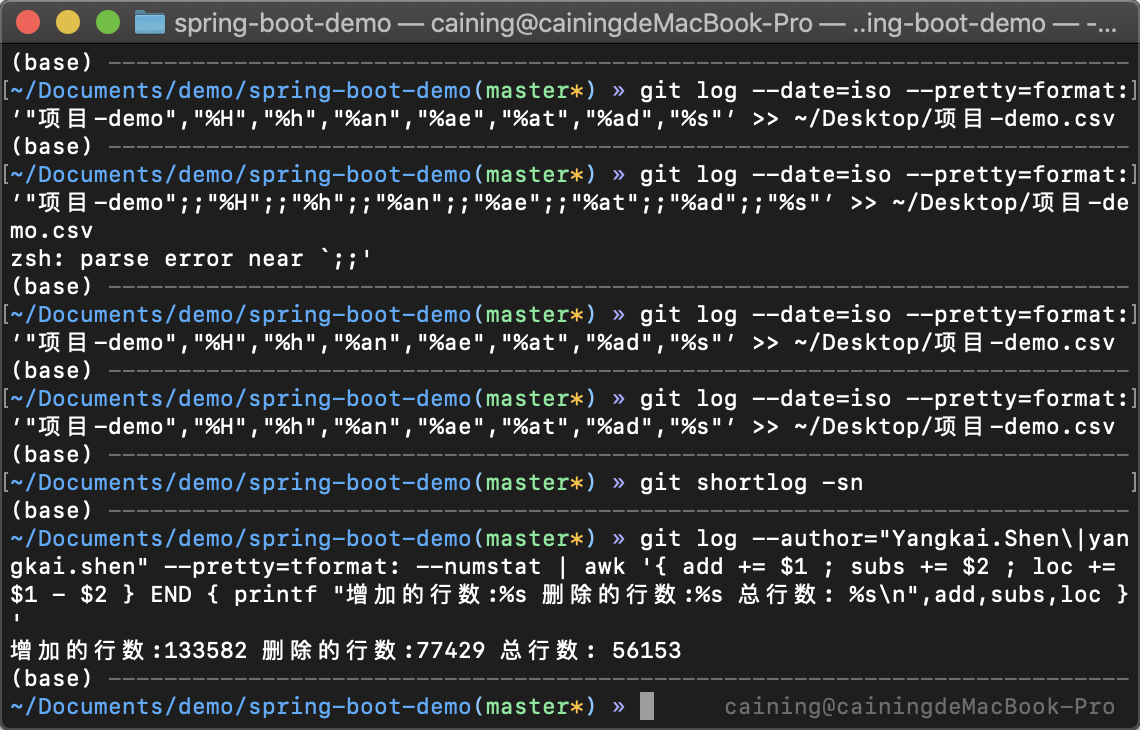 spring-boot-demo — caining@cainingdeMacBook-Pro — ..ing-boot-demo — -...
(base) ----------------------------------------------------------------
[~/Documents/demo/spring-boot-demo(master*) » git log --date=iso --pretty=format:]
’"项目-demo","%H","%h","%an","%ae","%at","%ad","%s"’ >> ~/Desktop/项目-demo.csv
(base) ----------------------------------------------------------------
[~/Documents/demo/spring-boot-demo(master*) » git log --date=iso --pretty=format:]
’"项目-demo";;"%H";;"%h";;"%an";;"%ae";;"%at";;"%ad";;"%s"’ >> ~/Desktop/项目-de
mo.csv
zsh: parse error near `;;'
(base) ----------------------------------------------------------------
[~/Documents/demo/spring-boot-demo(master*) » git log --date=iso --pretty=format:]
’"项目-demo","%H","%h","%an","%ae","%at","%ad","%s"’ >> ~/Desktop/项目-demo.csv
(base) ----------------------------------------------------------------
[~/Documents/demo/spring-boot-demo(master*) » git log --date=iso --pretty=format:]
’"项目-demo","%H","%h","%an","%ae","%at","%ad","%s"’ >> ~/Desktop/项目-demo.csv
(base) ----------------------------------------------------------------
[~/Documents/demo/spring-boot-demo(master*) » git shortlog -sn ]
(base) ----------------------------------------------------------------
~/Documents/demo/spring-boot-demo(master*) » git log --author="Yangkai.Shen\|yan
gkai.shen" --pretty=tformat: --numstat | awk '{ add += $1 ; subs += $2 ; loc +=
$1 - $2 } END { printf "增加的行数:%s 删除的行数:%s 总行数: %s\n",add,subs,loc }
'
增加的行数:133582 删除的行数:77429 总行数: 56153
(base) ----------------------------------------------------------------
~/Documents/demo/spring-boot-demo(master*) » caining@cainingdeMacBook-Pro